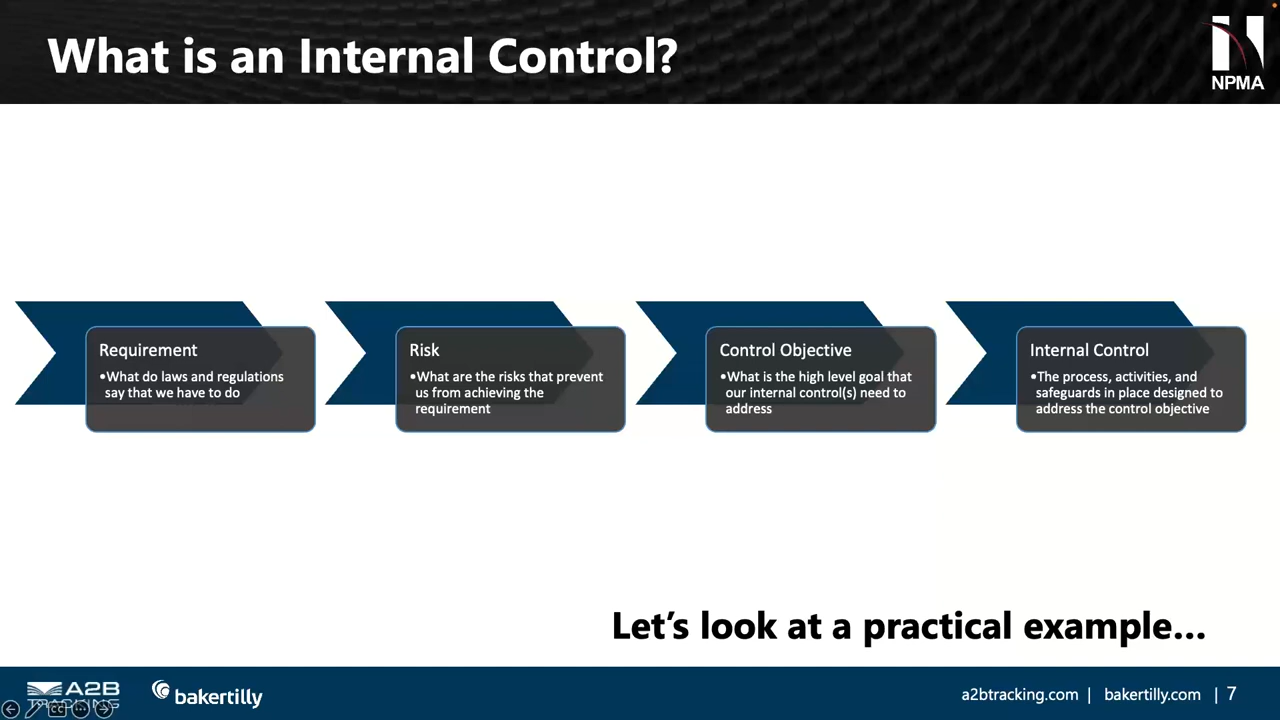 What is an Internal Control?
NPMA
Requirement
•What do laws and regulations
say that we have to do
Risk
•What are the risks that prevent
us from achieving the
requirement
Control Objective
•What is the high level goal that
our internal control(s) need to
address
Internal Control
•The process, activities, and
safeguards in place designed to
address the control objective
Let's look at a practical example...
A2B
TRACKING
bakertilly
a2btracking.com | bakertilly.com | 7